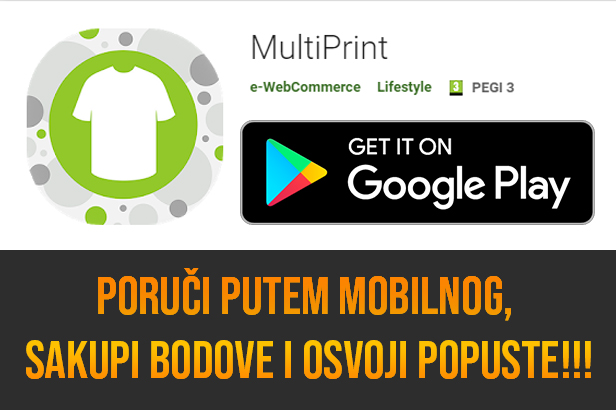 MultiPrint
e-WebCommerce Lifestyle 3 PEGI 3
GET IT ON
Google Play
PORUČI PUTEM MOBILNOG,
SAKUPI BODOVE I OSVOJI POPUSTE!!!